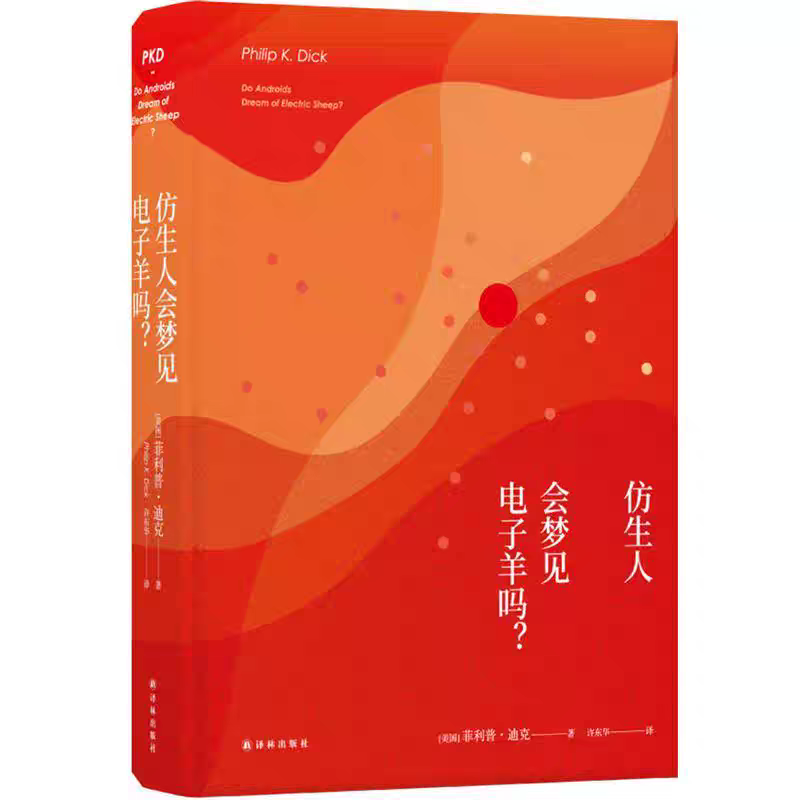 PKD
Do Androids
Dream of
Electric Sheep
?
仿生人会梦见
电子羊吗？
[美国] 菲利普·迪克 著
Philip K. Dick 许东华 译
译林出版社
Philip K. Dick
Do Androids
Dream of Electric Sheep?
仿生人
会梦见
电子羊吗？
[美国] 菲利普·迪克 著 许东华 译
译林出版社